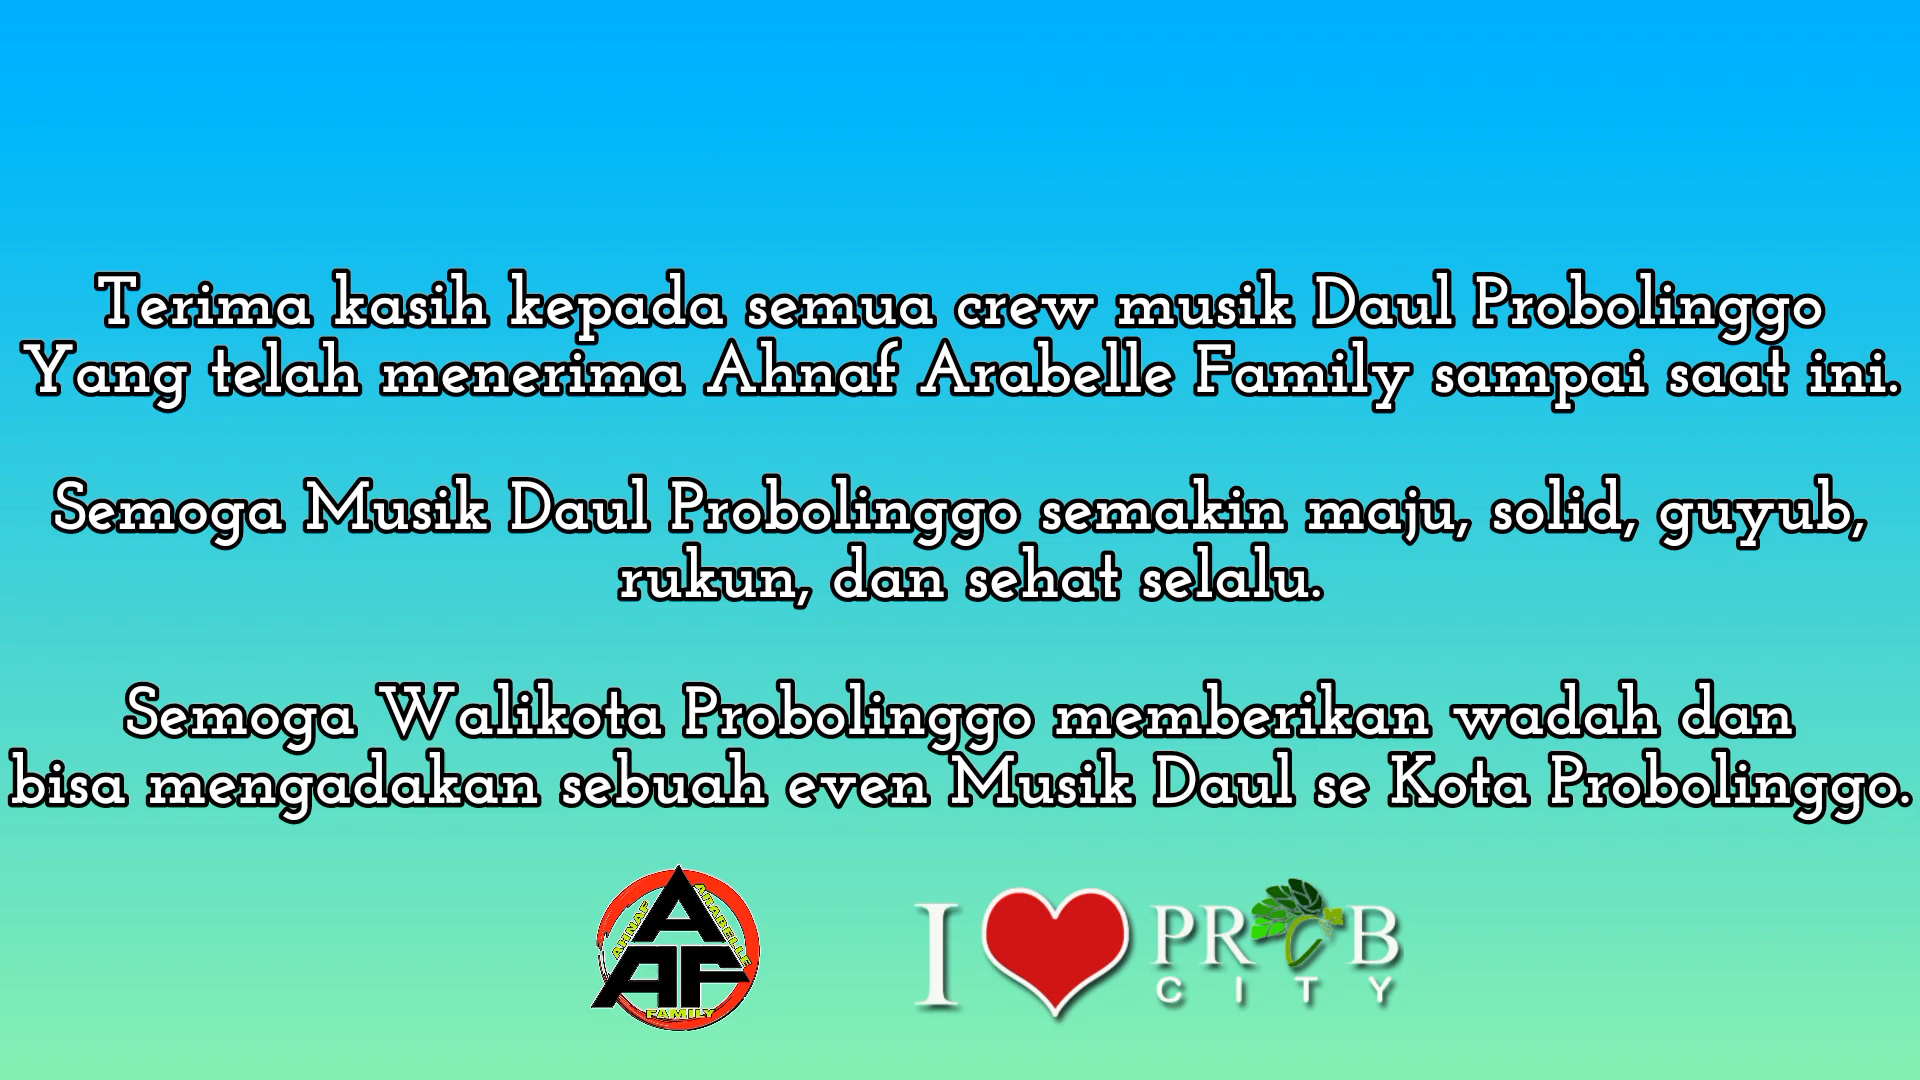 Terima kasih kepada semua crew musik Daul Probolinggo
Yang telah menerima Ahnaf Arabelle Family sampai saat ini.
Semoga Musik Daul Probolinggo semakin maju, solid, guyub,
rukun, dan sehat selalu.
Semoga Walikota Probolinggo memberikan wadah dan
bisa mengadakan sebuah even Musik Daul se Kota Probolinggo.
AHNAF ARABELLE
AAF
FAMILY
I PROB
CITY